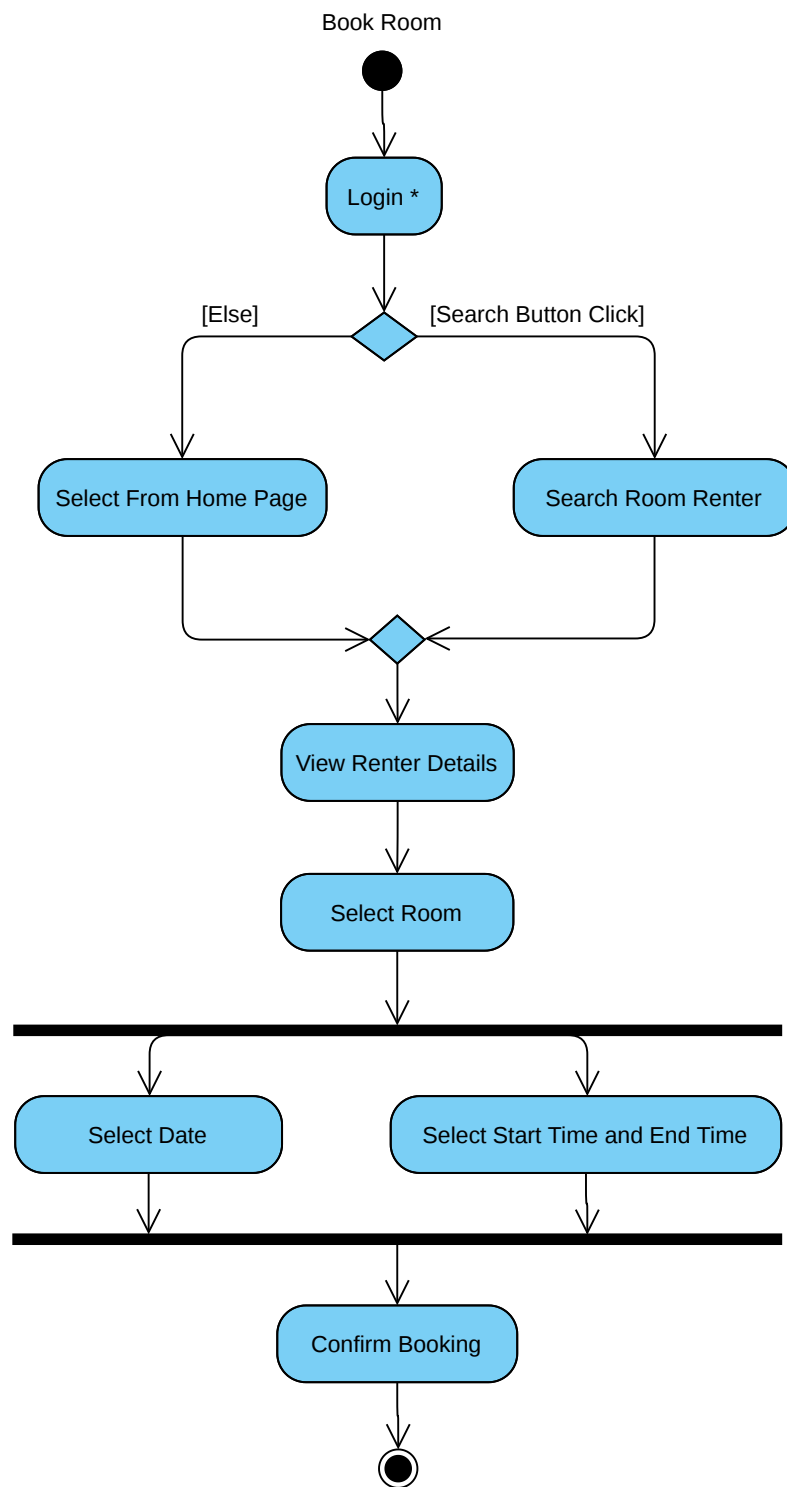 Book Room
Login *
[Else]
[Search Button Click]
Select From Home Page
Search Room Renter
View Renter Details
Select Room
Select Date
Select Start Time and End Time
Confirm Booking